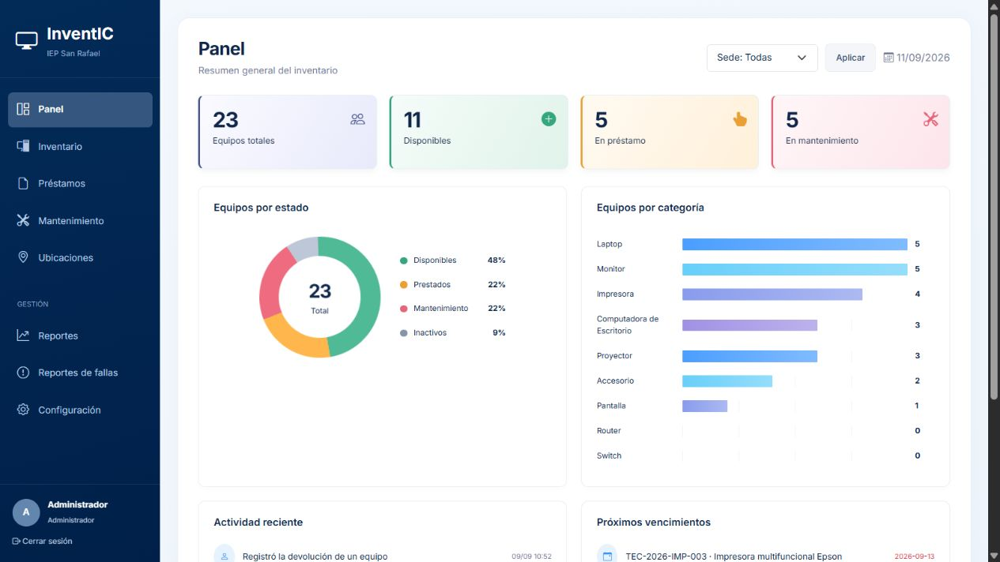 InventIC
IEP San Rafael
Panel
Inventario
Préstamos
Mantenimiento
Ubicaciones
GESTIÓN
Reportes
Reportes de fallas
Configuración
A
Administrador
Administrador
Cerrar sesión
Panel
Resumen general del inventario
Sede: Todas
Aplicar
11/09/2026
23
Equipos totales
11
Disponibles
5
En préstamo
5
En mantenimiento
Equipos por estado
23
Total
Disponibles 48%
Prestados 22%
Mantenimiento 22%
Inactivos 9%
Equipos por categoría
Laptop 5
Monitor 5
Impresora 4
Computadora de
Escritorio 3
Proyector 3
Accesorio 2
Pantalla 1
Router 0
Switch 0
Actividad reciente
Registró la devolución de un equipo 09/09 10:52
Próximos vencimientos
TEC-2026-IMP-003 · Impresora multifuncional Epson 2026-09-13